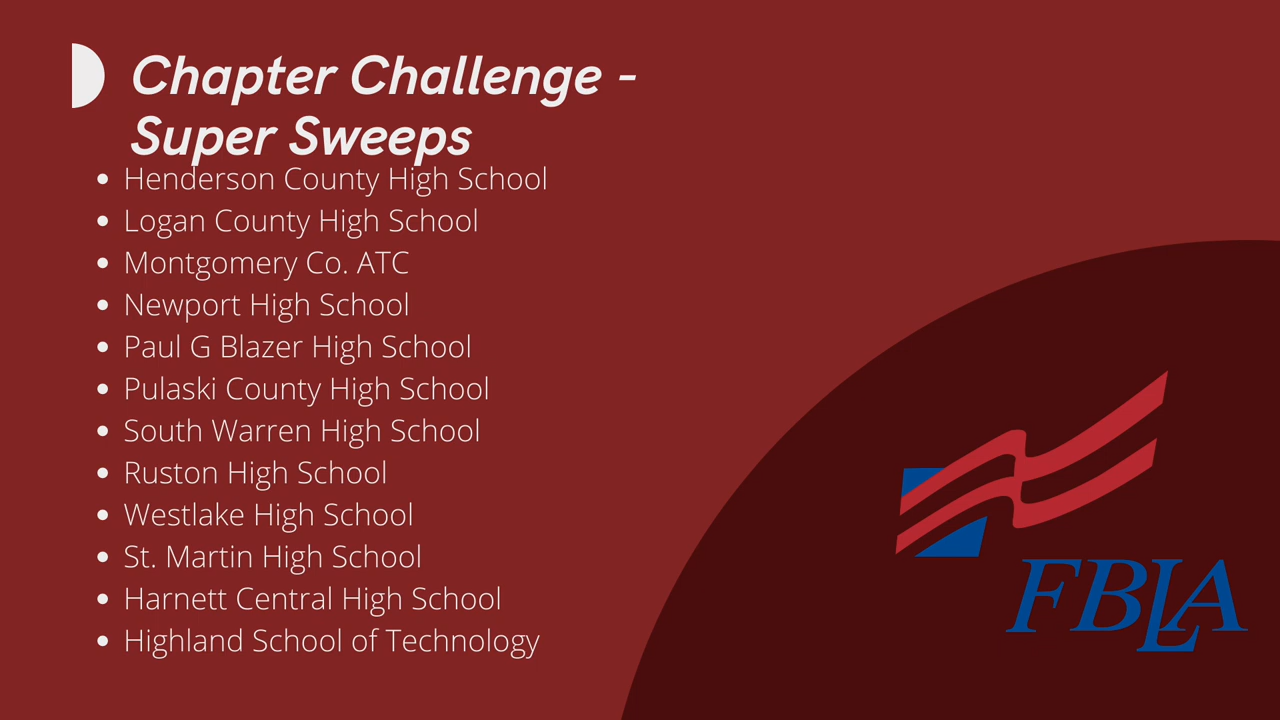 Chapter Challenge -
Super Sweeps
Henderson County High School
Logan County High School
Montgomery Co. ATC
Newport High School
Paul G Blazer High School
Pulaski County High School
South Warren High School
Ruston High School
Westlake High School
St. Martin High School
Harnett Central High School
Highland School of Technology
FBLA